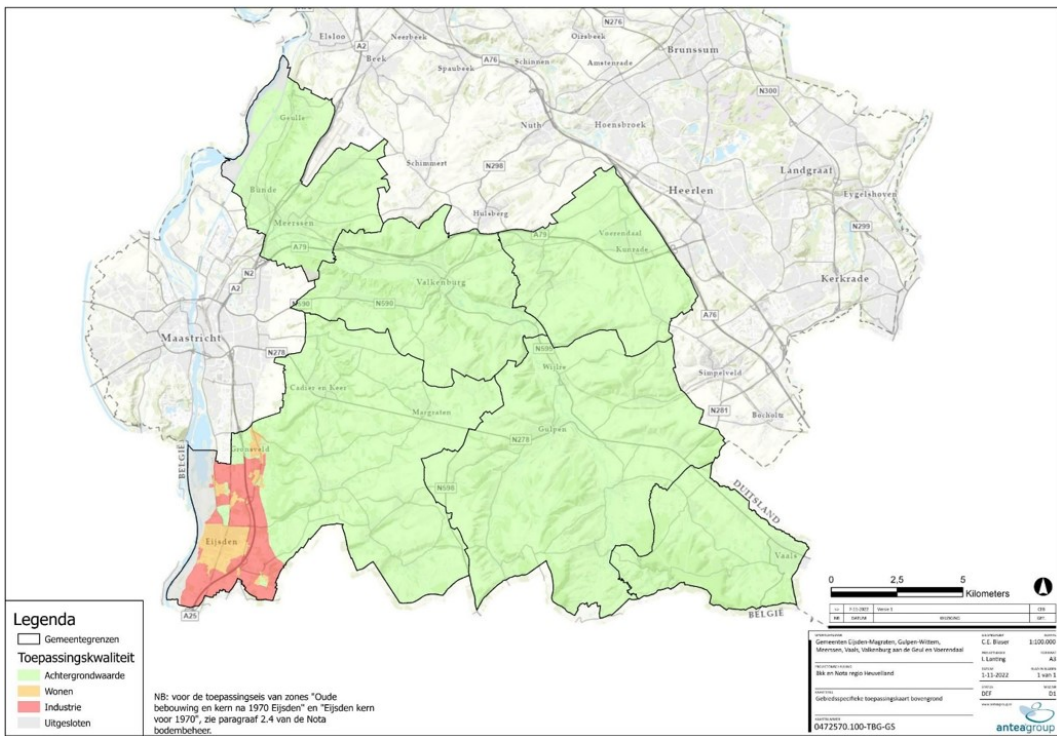 N276
Elsloo
Neerbeek
Oirsbeek
A2
Beek
Brunssum
A76
Schinnen
Amstenrade
Spaubeek
N300
Geulle
Nuth
Hoensbroek
Schimmert
N298
Landgraaf
Heerlen
Eygelshoven
Bunde
Hulsberg
Meerssen
N299
A79
A79
Voerendaal
Kunrade
N2
Kerkrade
A2
Valkenburg
N590
N590
A76
Maastricht
N278
N595
Wijlre
Simpelveld
Cadier en Keer
Margraten
N281
Bocholtz
Gulpen
N278
Gronsveld
BELGIË
N598
DUITSLAND
Eijsden
Vaals
A25
BELGIË
0 2,5 5
Kilometers
Legenda
Gemeentegrenzen
Toepassingskwaliteit
Achtergrondwaarde
Wonen
Industrie
Uitgesloten
NB: voor de toepassingseis van zones "Oude
bebouwing en kern na 1970 Eijsden" en "Eijsden kern
voor 1970", zie paragraaf 2.4 van de Nota
bodembeheer.
Gemeenten Eijsden-Magraten, Gulpen-Wittem,
Meerssen, Vaals, Valkenburg aan de Geul en Voerendaal
1:100.000
I. Lanting
A3
Bkk en Nota regio Heuvelland
1-11-2022
1 van 1
Gebiedsspecifieke toepassingskaart bovengrond
DEF
D1
0472570.100-TBG-GS
anteagroup